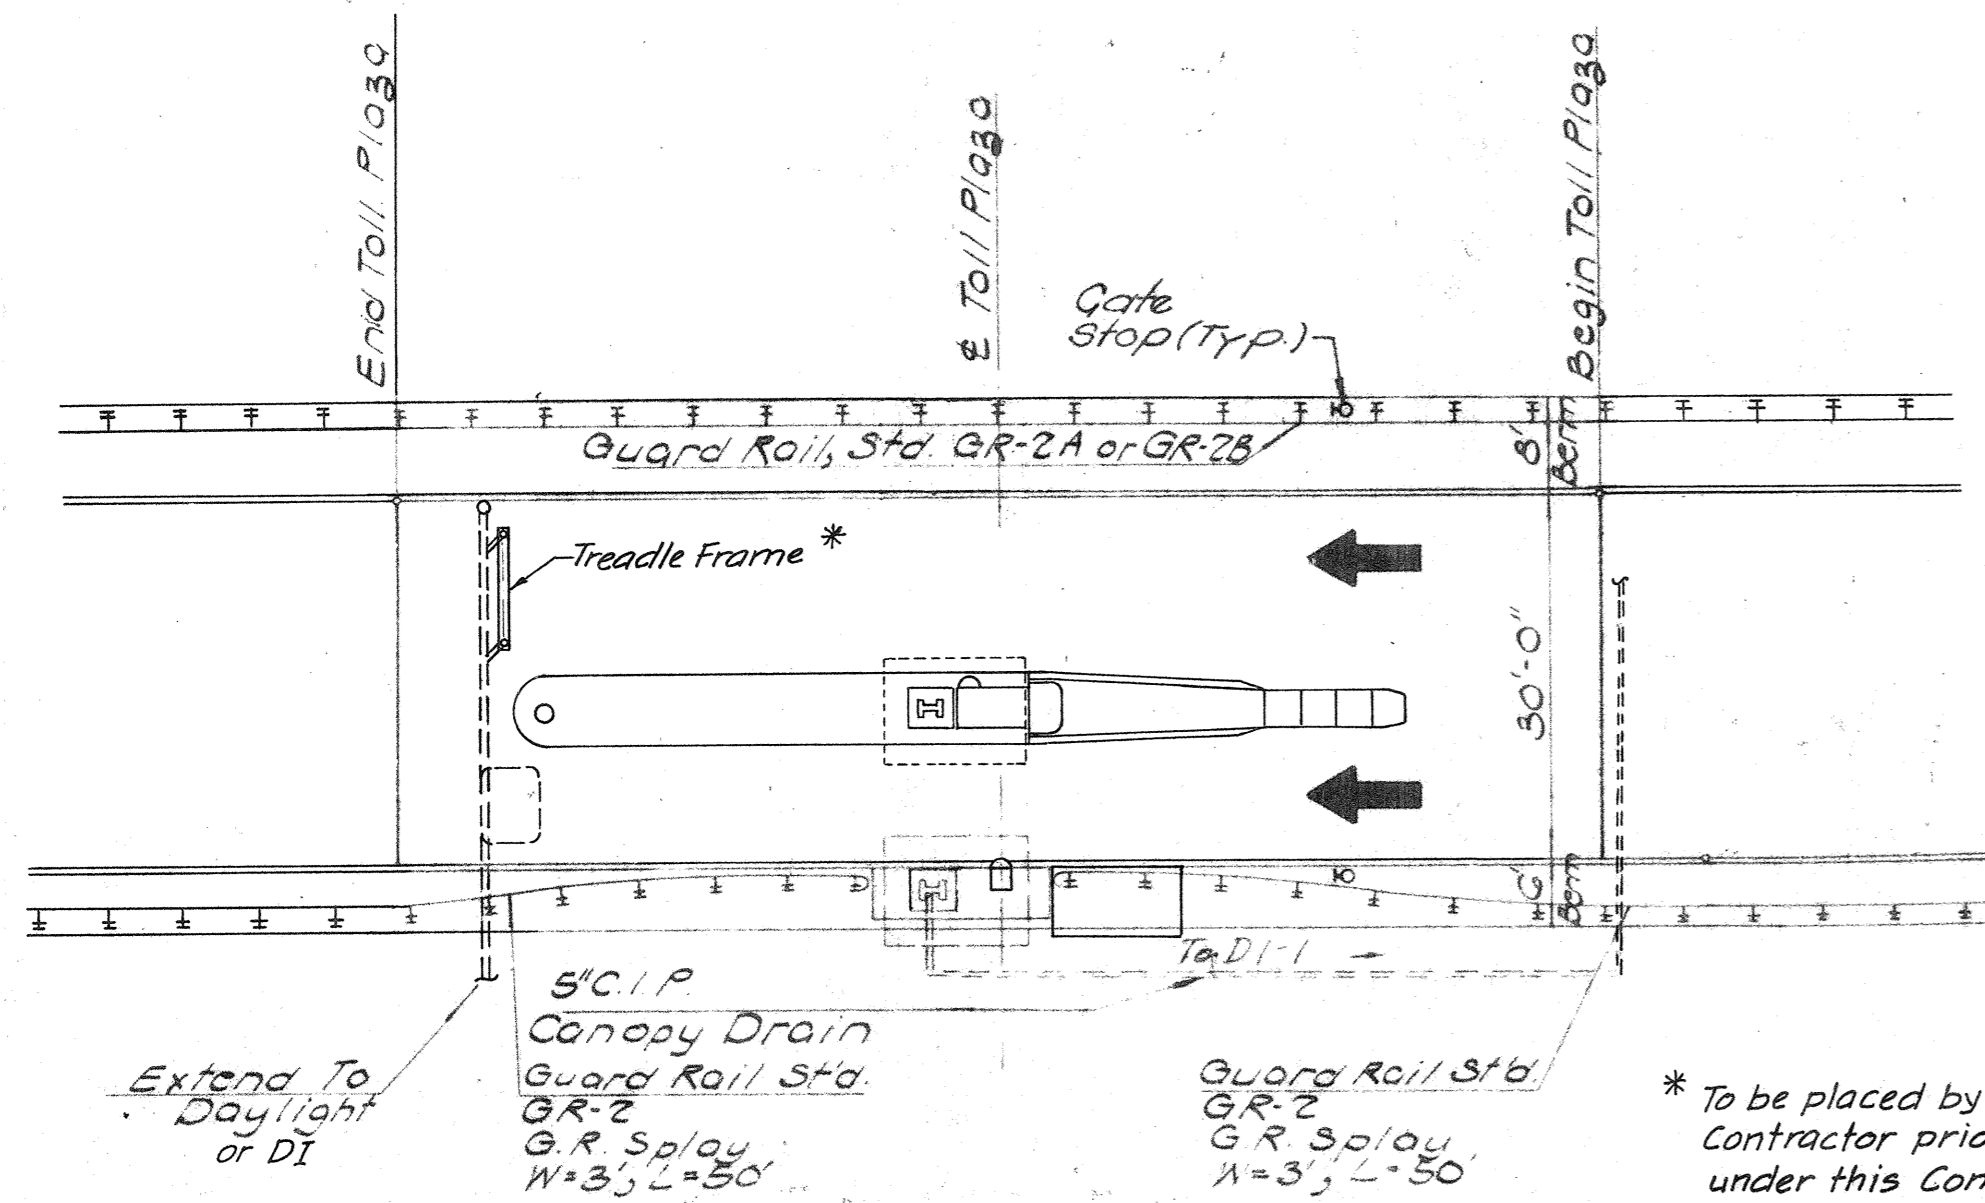 End Toll Plaza
℄ Toll Plaza
Begin Toll Plaza
Gate
Stop (Typ.)
Guard Rail, Std. GR-2A or GR-2B
8'
Berm
Treadle Frame *
30'-0"
6'
Berm
To DI-1
5" C.I.P.
Canopy Drain
Extend To
Daylight
or DI
Guard Rail St'd.
GR-2
G.R. Splay
W=3', L=50'
Guard Rail St'd.
GR-2
G.R. Splay
W=3', L=50'
* To be placed by
Contractor
under this